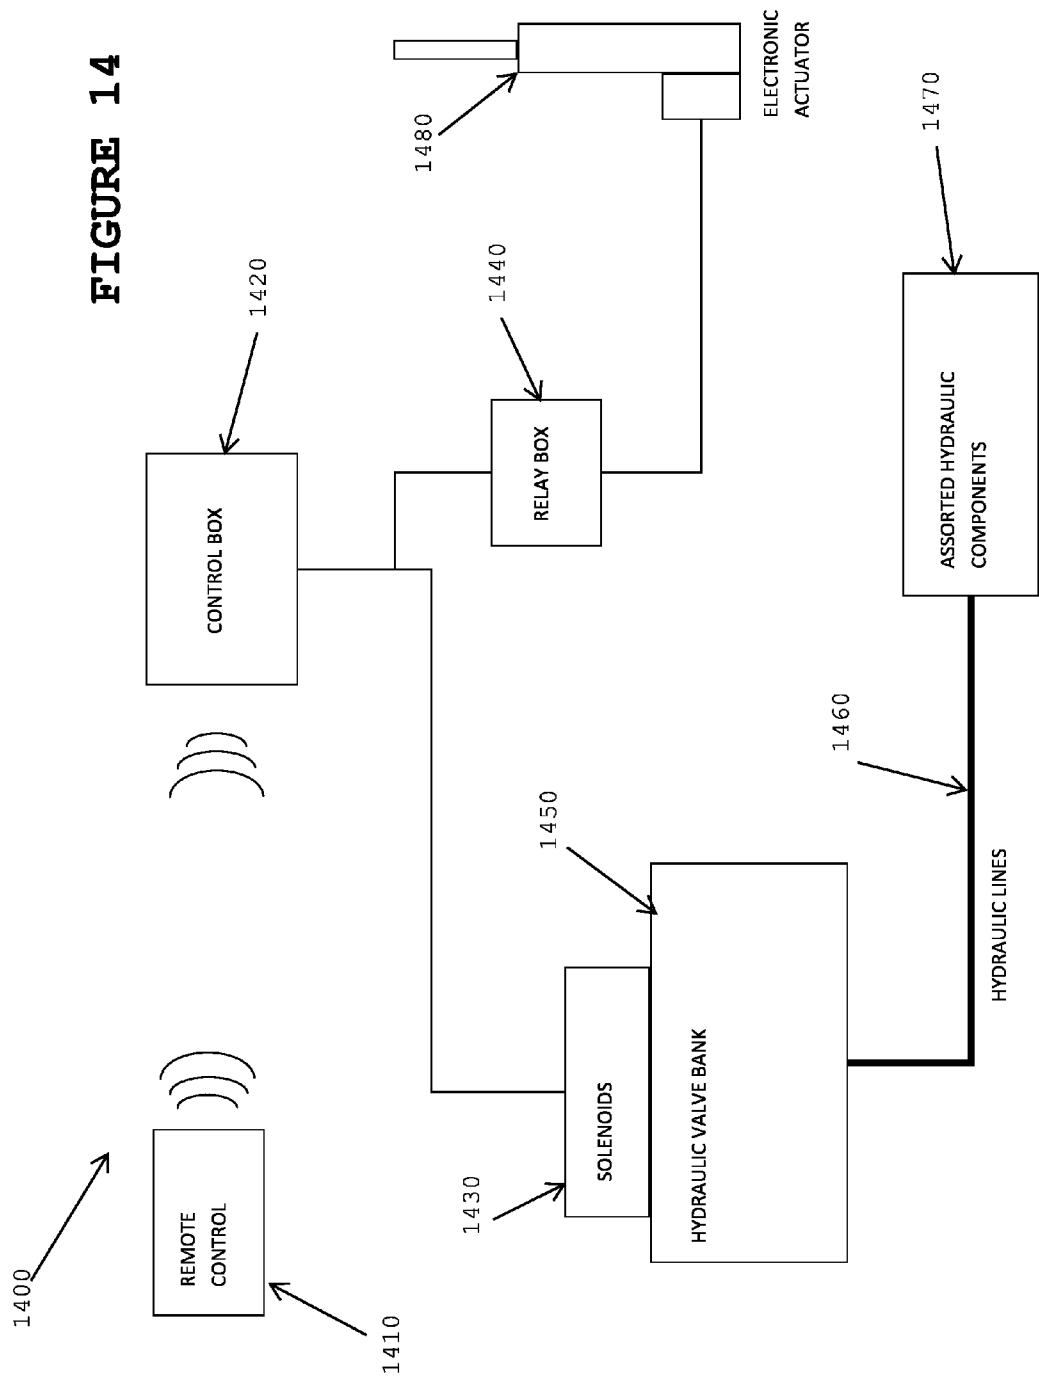 FIGURE 14
1400
REMOTE
CONTROL
1410
CONTROL BOX
1420
1430
SOLENOIDS
HYDRAULIC VALVE BANK
1450
RELAY BOX
1440
1480
ELECTRONIC
ACTUATOR
HYDRAULIC LINES
1460
ASSORTED HYDRAULIC
COMPONENTS
1470